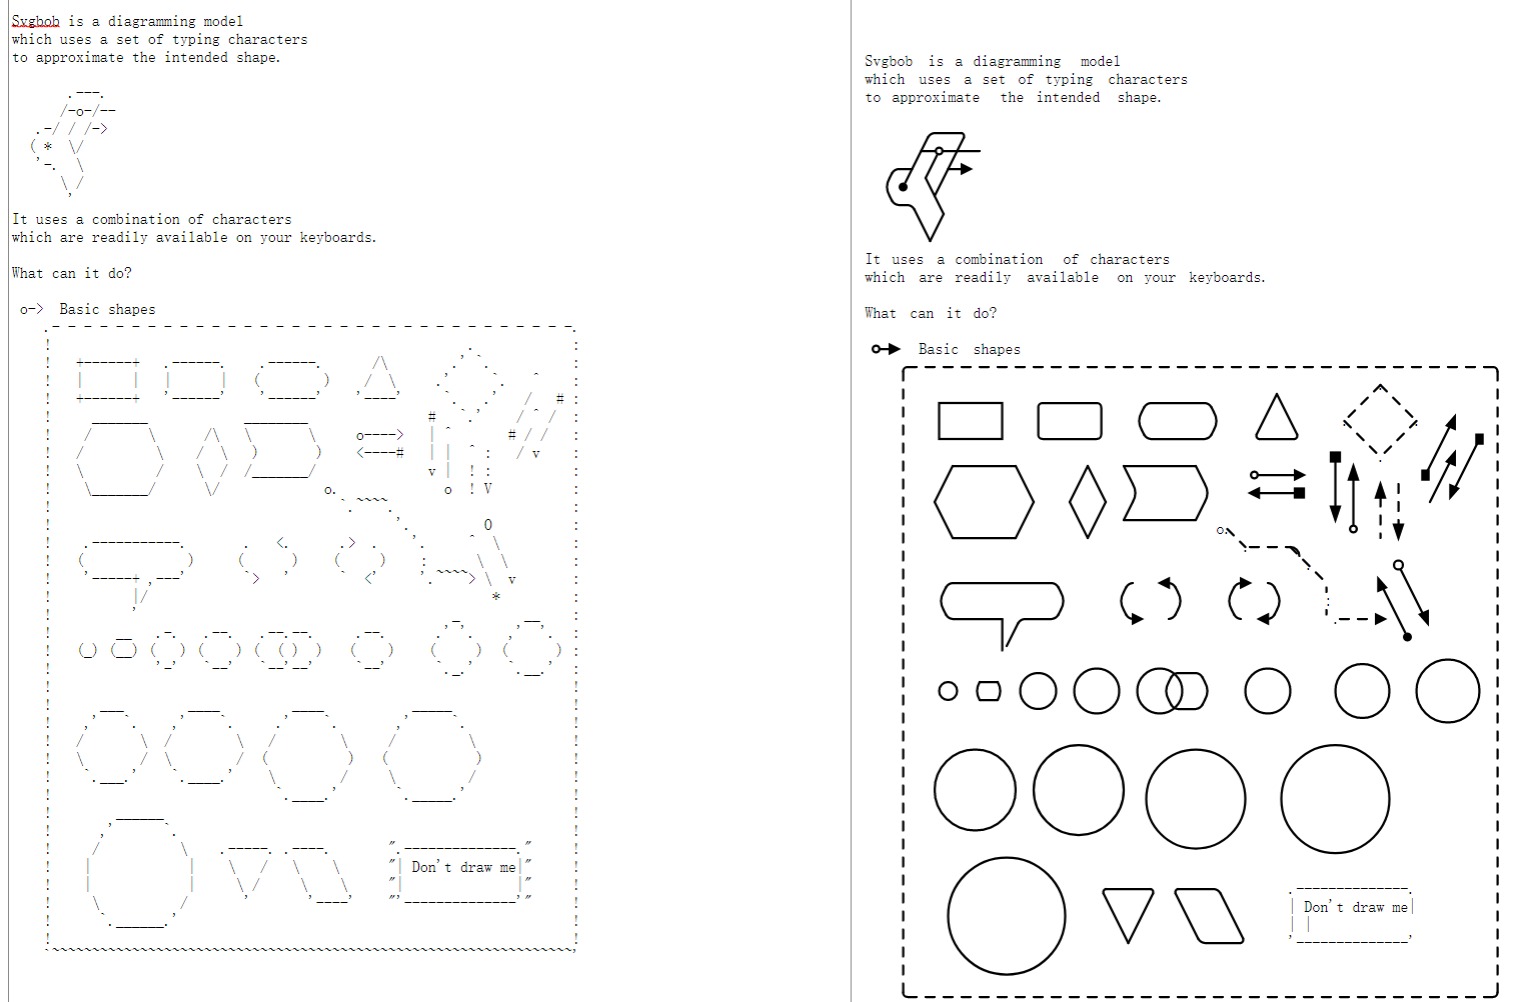 Svgbob is a diagramming model
which uses a set of typing characters
to approximate the intended shape.
It uses a combination of characters
which are readily available on your keyboards.
What can it do?
o-> Basic shapes
Don't draw me
Svgbob is a diagramming model
which uses a set of typing characters
to approximate the intended shape.
It uses a combination of characters
which are readily available on your keyboards.
What can it do?
Basic shapes
Don't draw me